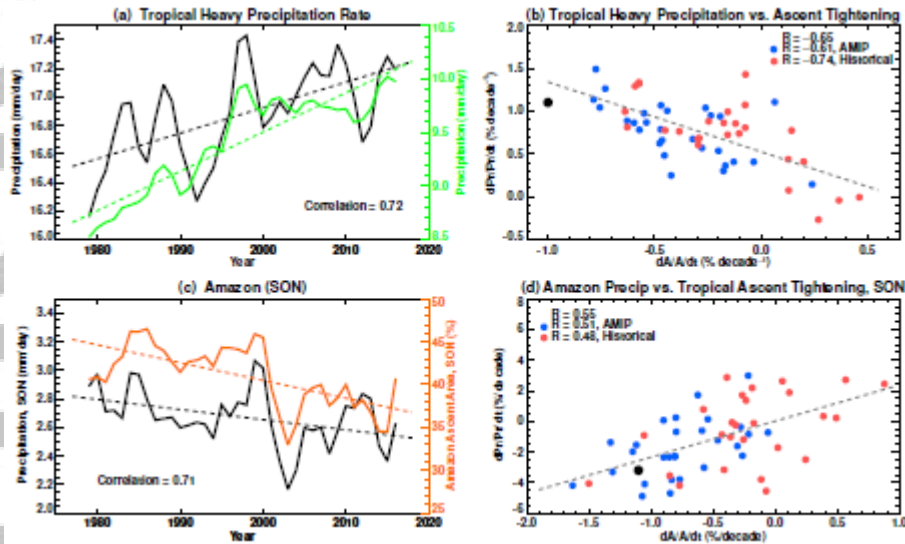 (a) Tropical Heavy Precipitation Rate
17.4
17.2
17.0
16.8
16.6
16.4
16.2
16.0
Precipitation (mm/day)
10.5
10.0
9.5
9.0
8.5
Precipitation (mm/day)
Correlation = 0.72
1980 1990 2000 2010 2020
Year
(b) Tropical Heavy Precipitation vs. Ascent Tightening
R = −0.65
R = −0.61, AMIP
R = −0.74, Historical
2.0
1.5
1.0
0.5
0.0
-0.5
dPr/Pr/dt (% decade⁻¹)
-1.0 -0.5 0.0 0.5
dA/A/dt (% decade⁻¹)
(c) Amazon (SON)
3.4
3.2
3.0
2.8
2.6
2.4
2.2
2.0
Precipitation, SON (mm/day)
50
45
40
35
30
25
Amazon Ascent Area, SON (%)
Correlation = 0.71
1980 1990 2000 2010 2020
Year
(d) Amazon Precip vs. Tropical Ascent Tightening, SON
R = 0.55
R = 0.51, AMIP
R = 0.48, Historical
8
6
4
2
0
-2
-4
-6
dPr/Pr/dt (%/decade)
-2.0 -1.5 -1.0 -0.5 0.0 0.5 1.0
dA/A/dt (%/decade)